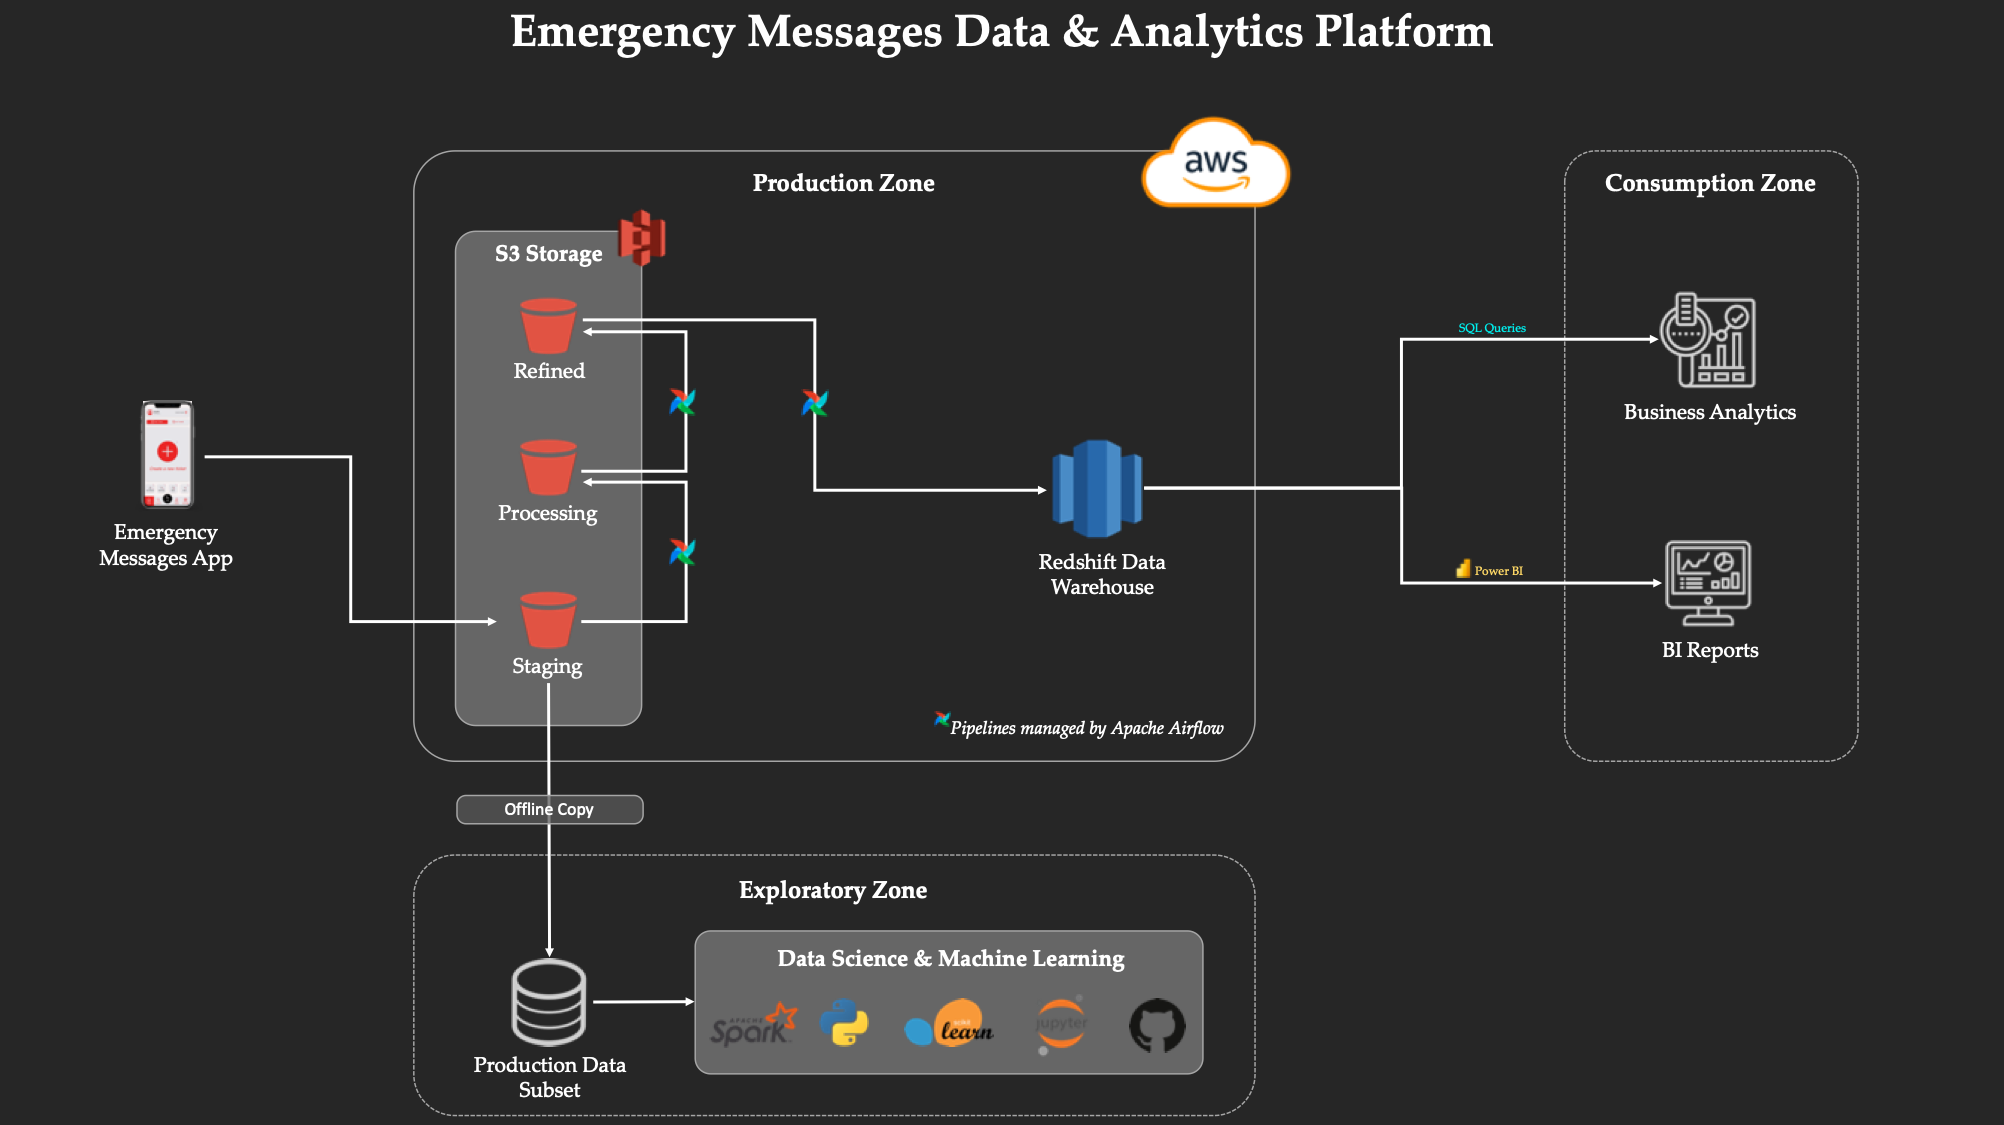 Emergency Messages Data & Analytics Platform
aws
Production Zone
Consumption Zone
S3 Storage
Refined
Processing
Staging
Emergency
Messages App
Redshift Data
Warehouse
SQL Queries
Business Analytics
Power BI
BI Reports
Pipelines managed by Apache Airflow
Offline Copy
Exploratory Zone
Data Science & Machine Learning
APACHE
Spark
learn
jupyter
Production Data
Subset